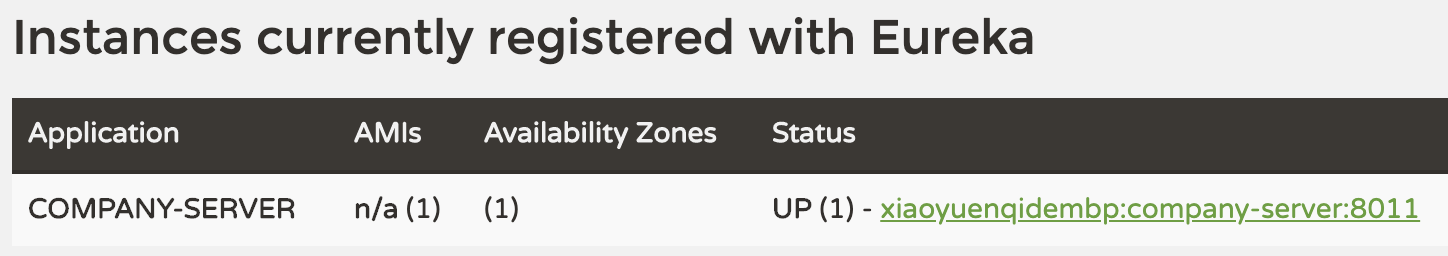 Instances currently registered with Eureka
Application AMIs Availability Zones Status
COMPANY-SERVER n/a (1) (1) UP (1) - xiaoyuenqidembp:company-server:8011